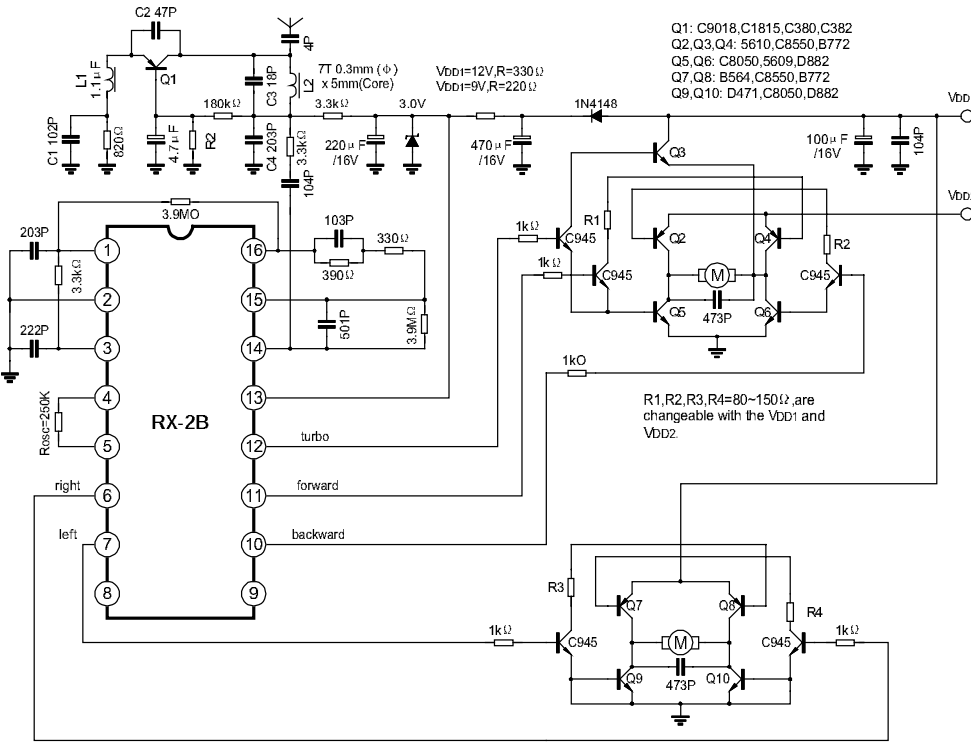 C2 47P
4P
Q1: C9018,C1815,C380,C382
Q2,Q3,Q4: 5610,C8550,B772
Q5,Q6: C8050,5609,D882
Q7,Q8: B564,C8550,B772
Q9,Q10: D471,C8050,D882
L1
1.1μF
Q1
C3 18P
L2
7T 0.3mm (Φ)
x 5mm(Core)
VDD1=12V,R=330Ω
VDD1=9V,R=220Ω
180kΩ
3.3kΩ
3.0V
1N4148
VDD
C1 102P
820Ω
4.7μF
R2
C4 203P
3.3kΩ
220μF
/16V
470μF
/16V
Q3
100μF
/16V
104P
104P
3.9MO
203P
1
16
103P
390Ω
330Ω
1kΩ
C945
R1
Q2
Q4
R2
VDD
3.3kΩ
2
15
1kΩ
C945
M
C945
501P
3.9MΩ
Q5
473P
Q6
222P
3
14
1kO
Rosc=250K
4
13
R1,R2,R3,R4=80~150Ω,are
changeable with the VDD1 and
VDD2.
RX-2B
5
12
turbo
right
6
11
forward
left
7
10
backward
8
9
R3
Q7
Q8
R4
1kΩ
C945
M
C945
1kΩ
Q9
473P
Q10